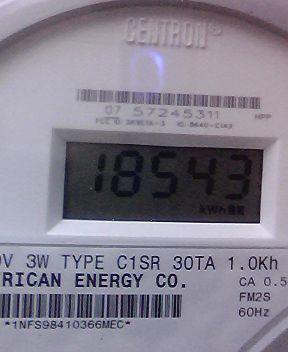 CENTRON®
07 57245311
HPP
18543
kWh
V 3W TYPE C1SR 30TA 1.0Kh
RICAN ENERGY CO.
CA 0.5
FM2S
*1NFS98410366MEC*
60Hz